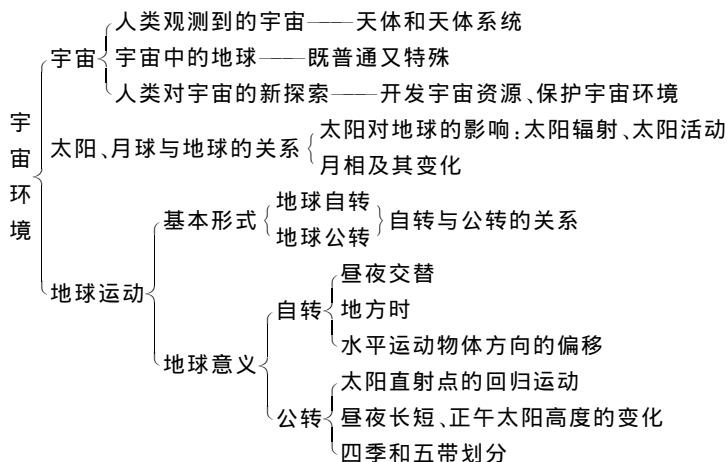 宇宙环境
宇宙
人类观测到的宇宙——天体和天体系统
宇宙中的地球——既普通又特殊
人类对宇宙的新探索——开发宇宙资源、保护宇宙环境
太阳、月球与地球的关系
太阳对地球的影响:太阳辐射、太阳活动
月相及其变化
地球运动
基本形式
地球自转
地球公转
自转与公转的关系
地球意义
自转
昼夜交替
地方时
水平运动物体方向的偏移
公转
太阳直射点的回归运动
昼夜长短、正午太阳高度的变化
四季和五带划分